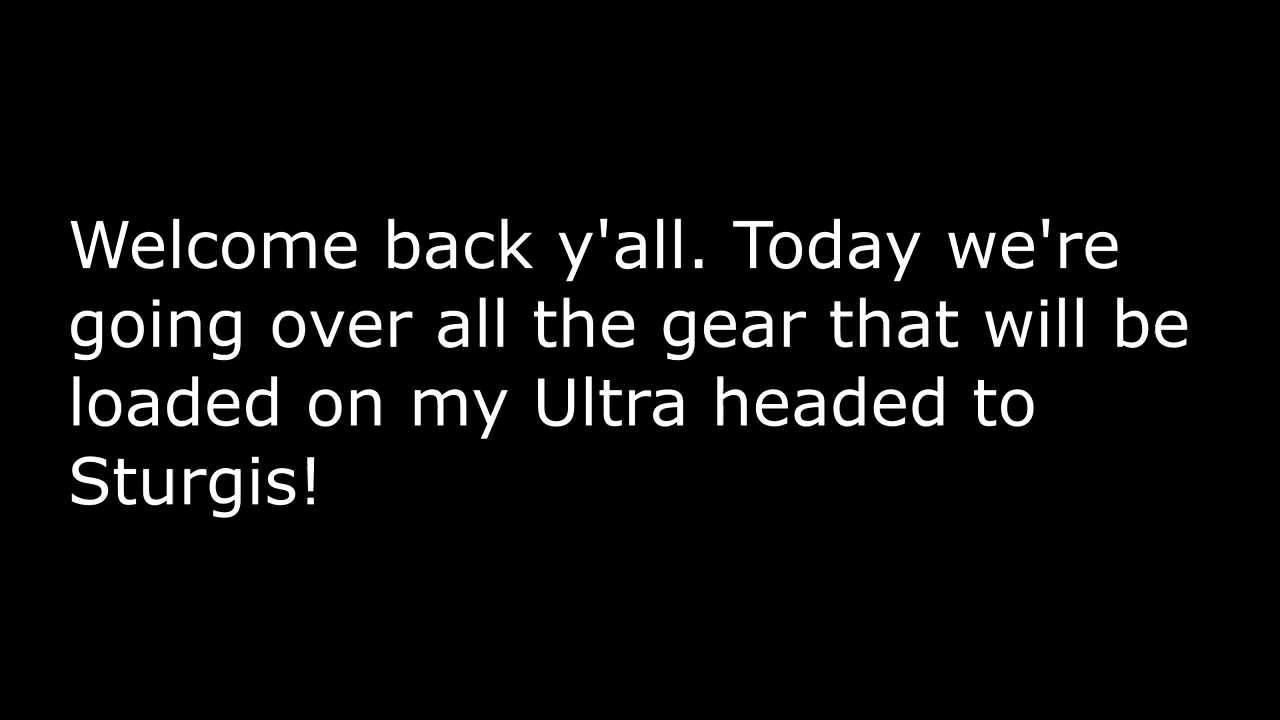 Welcome back y'all. Today we're
going over all the gear that will be
loaded on my Ultra headed to
Sturgis!